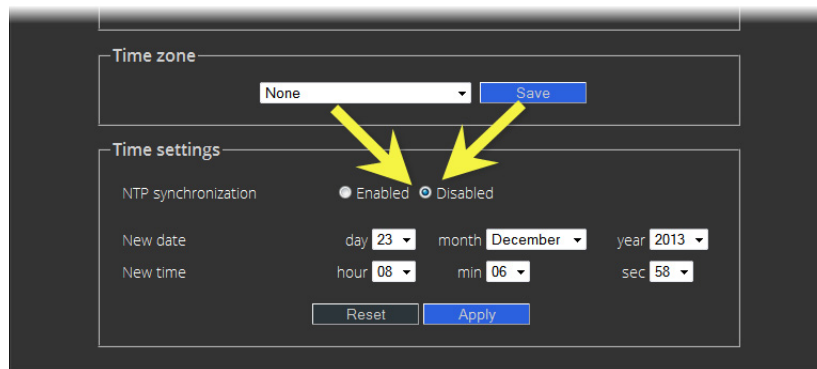 Time zone
None Save
Time settings
NTP synchronization Enabled Disabled
New date day 23 month December year 2013
New time hour 08 min 06 sec 58
Reset Apply